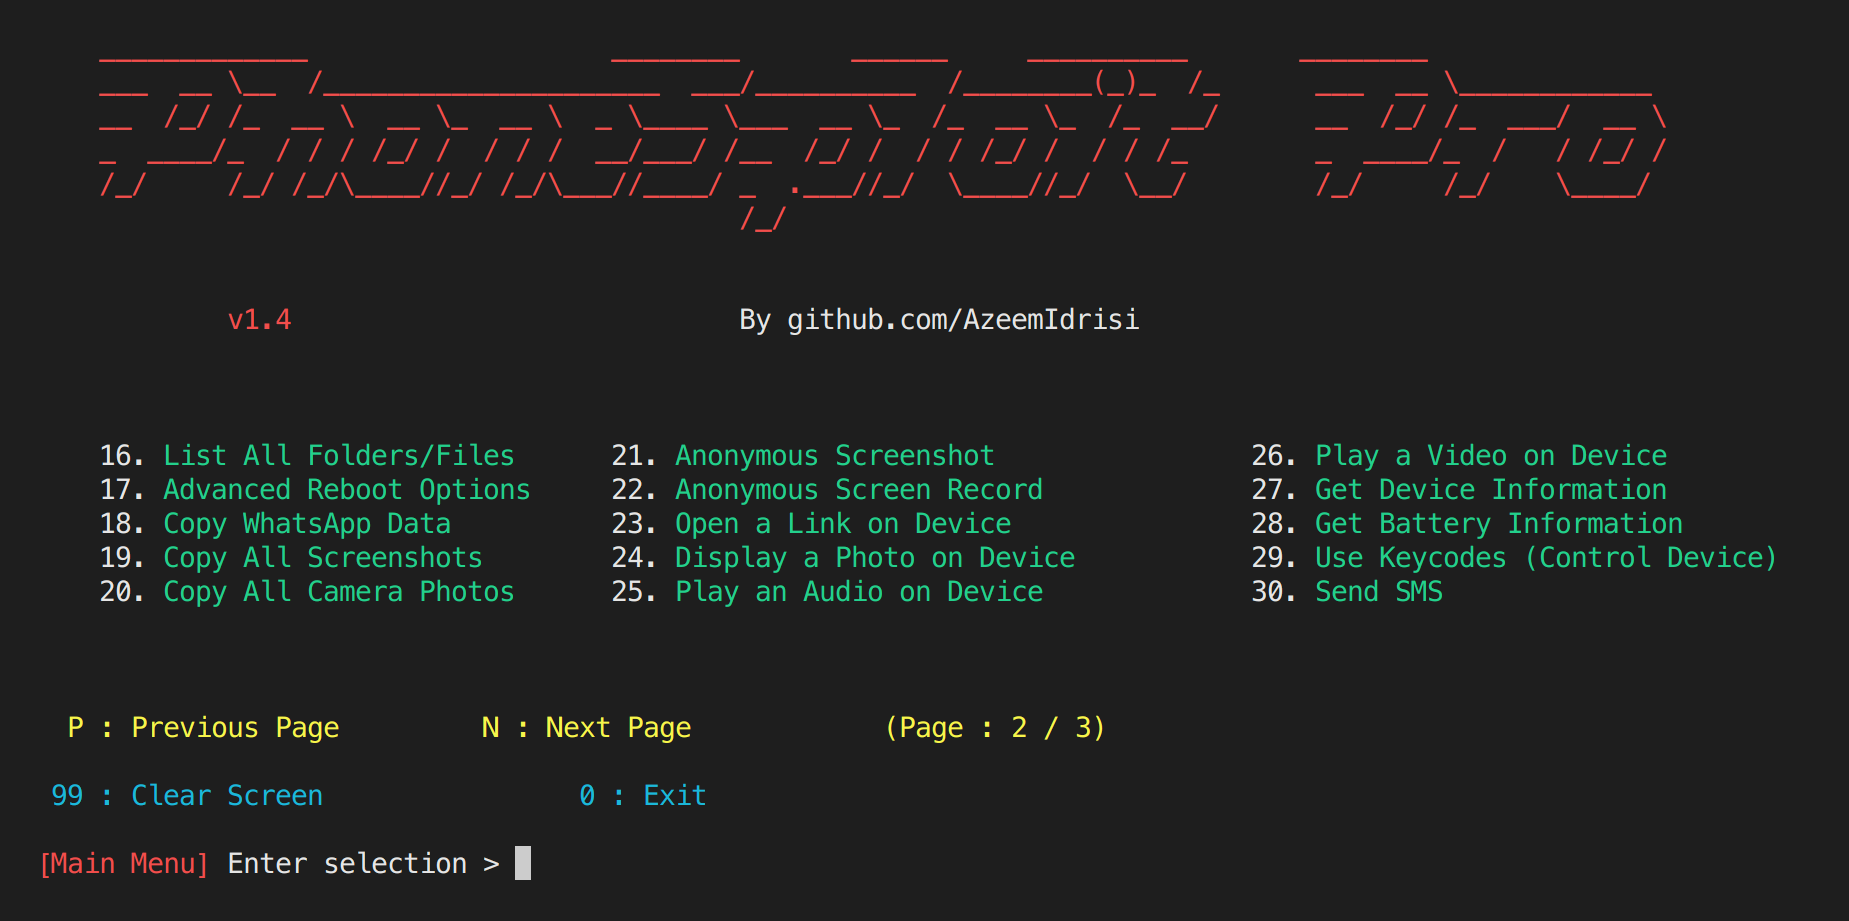 PhoneSploit Pro
v1.4 By github.com/AzeemIdrisi
16. List All Folders/Files 21. Anonymous Screenshot 26. Play a Video on Device
17. Advanced Reboot Options 22. Anonymous Screen Record 27. Get Device Information
18. Copy WhatsApp Data 23. Open a Link on Device 28. Get Battery Information
19. Copy All Screenshots 24. Display a Photo on Device 29. Use Keycodes (Control Device)
20. Copy All Camera Photos 25. Play an Audio on Device 30. Send SMS
P : Previous Page N : Next Page (Page : 2 / 3)
99 : Clear Screen 0 : Exit
[Main Menu] Enter selection >